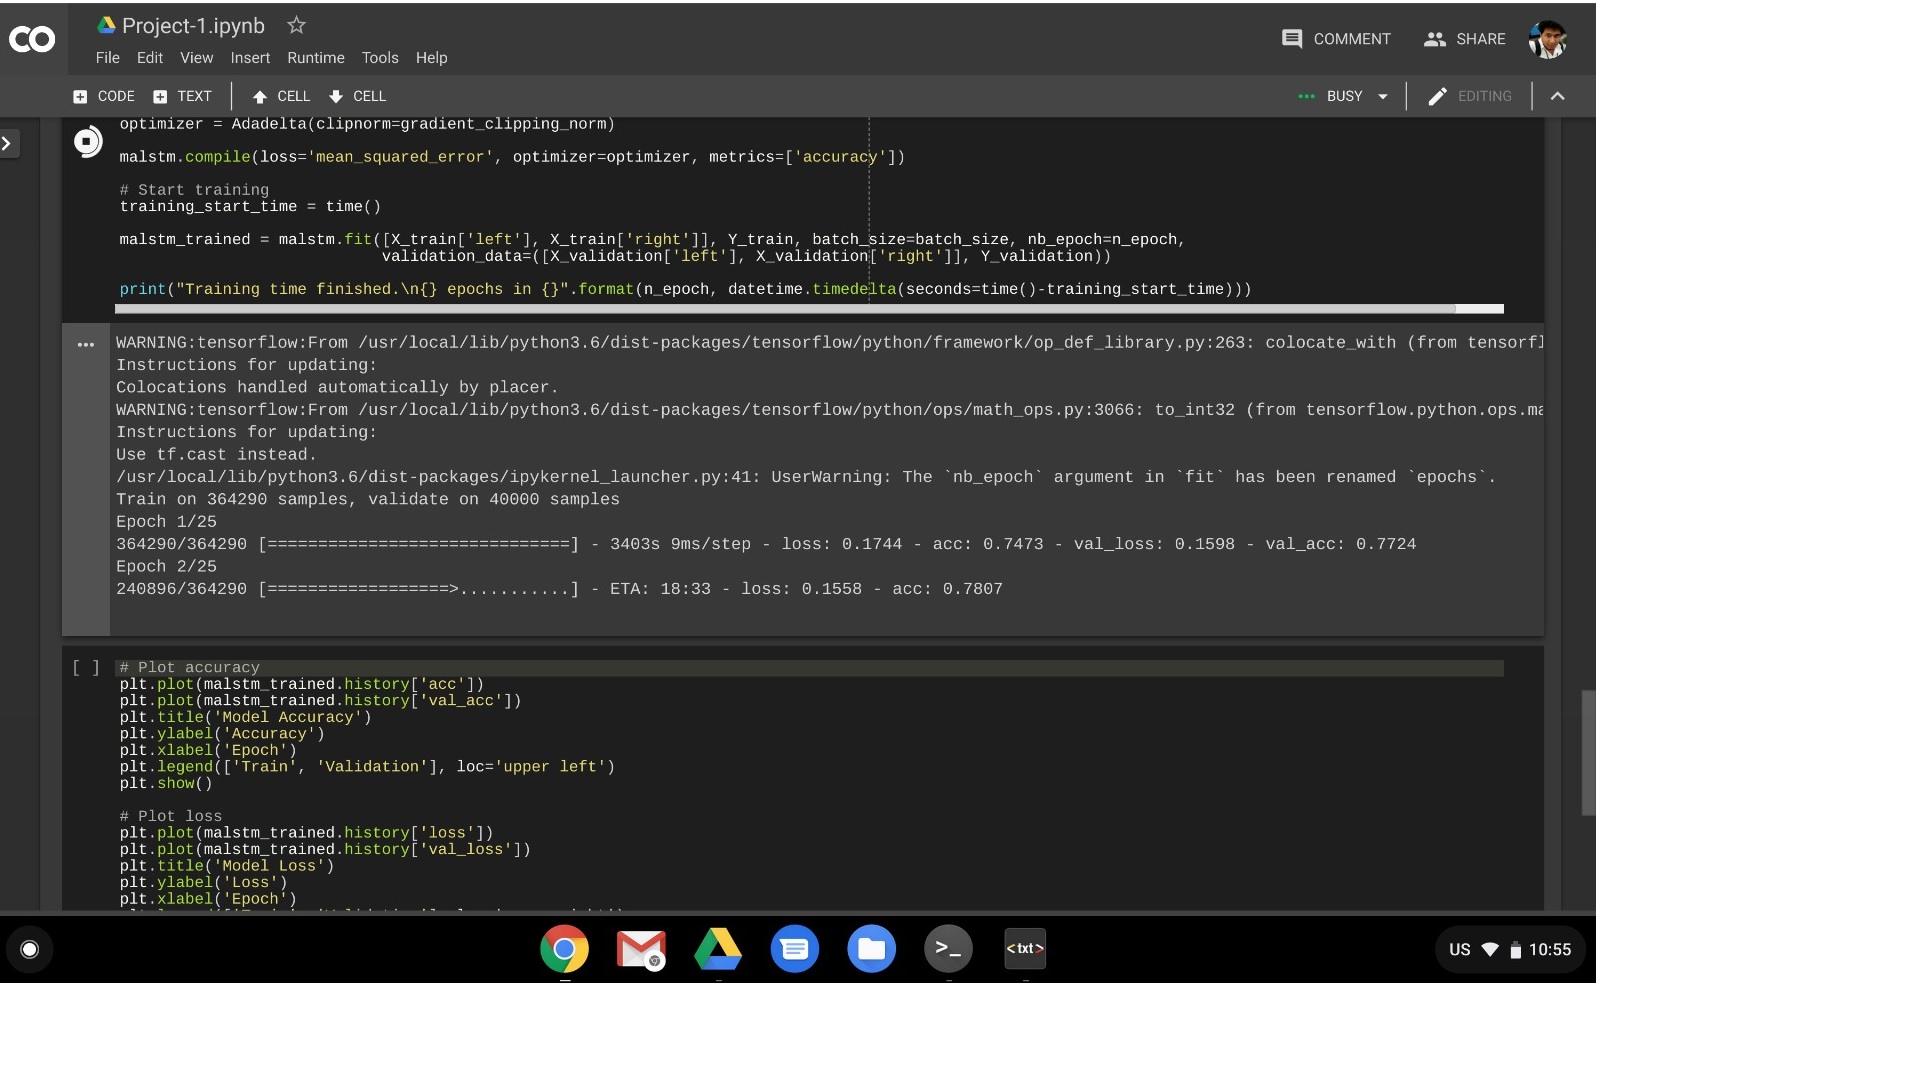 Project-1.ipynb
COMMENT
SHARE
File Edit View Insert Runtime Tools Help
CODE TEXT CELL CELL
BUSY
EDITING
optimizer = Adadelta(clipnorm=gradient_clipping_norm)
malstm.compile(loss='mean_squared_error', optimizer=optimizer, metrics=['accuracy'])
# Start training
training_start_time = time()
malstm_trained = malstm.fit([X_train['left'], X_train['right']], Y_train, batch_size=batch_size, nb_epoch=n_epoch,
validation_data=([X_validation['left'], X_validation['right']], Y_validation))
print("Training time finished.\n{} epochs in {}".format(n_epoch, datetime.timedelta(seconds=time()-training_start_time)))
WARNING:tensorflow:From /usr/local/lib/python3.6/dist-packages/tensorflow/python/framework/op_def_library.py:263: colocate_with (from tensorfl
Instructions for updating:
Colocations handled automatically by placer.
WARNING:tensorflow:From /usr/local/lib/python3.6/dist-packages/tensorflow/python/ops/math_ops.py:3066: to_int32 (from tensorflow.python.ops.ma
Instructions for updating:
Use tf.cast instead.
/usr/local/lib/python3.6/dist-packages/ipykernel_launcher.py:41: UserWarning: The `nb_epoch` argument in `fit` has been renamed `epochs`.
Train on 364290 samples, validate on 40000 samples
Epoch 1/25
364290/364290 [==============================] - 3403s 9ms/step - loss: 0.1744 - acc: 0.7473 - val_loss: 0.1598 - val_acc: 0.7724
Epoch 2/25
240896/364290 [==================>...........] - ETA: 18:33 - loss: 0.1558 - acc: 0.7807
[ ] # Plot accuracy
plt.plot(malstm_trained.history['acc'])
plt.plot(malstm_trained.history['val_acc'])
plt.title('Model Accuracy')
plt.ylabel('Accuracy')
plt.xlabel('Epoch')
plt.legend(['Train', 'Validation'], loc='upper left')
plt.show()
# Plot loss
plt.plot(malstm_trained.history['loss'])
plt.plot(malstm_trained.history['val_loss'])
plt.title('Model Loss')
plt.ylabel('Loss')
plt.xlabel('Epoch')
>_
<txt>
US 10:55